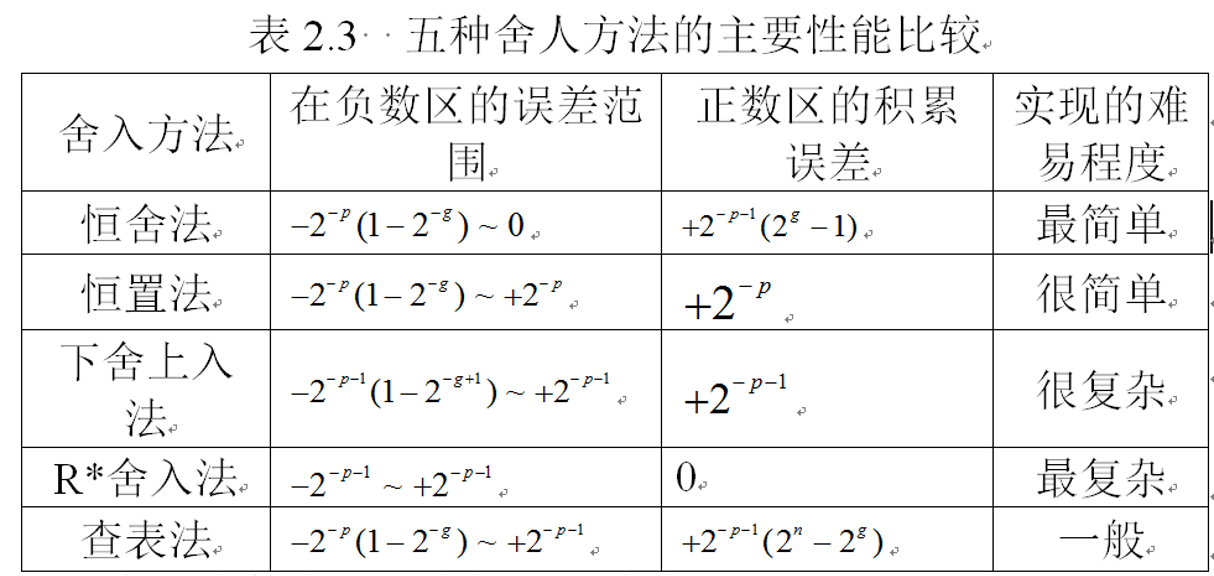 表 2.3·· 五种舍人方法的主要性能比较
舍入方法 在负数区的误差范围 正数区的积累误差 实现的难易程度
恒舍法 −2^{−p}(1−2^{−g}) ~ 0 +2^{−p−1}(2^{g}−1) 最简单
恒置法 −2^{−p}(1−2^{−g}) ~ +2^{−p} +2^{−p} 很简单
下舍上入法 −2^{−p−1}(1−2^{−g+1}) ~ +2^{−p−1} +2^{−p−1} 很复杂
R*舍入法 −2^{−p−1} ~ +2^{−p−1} 0 最复杂
查表法 −2^{−p}(1−2^{−g}) ~ +2^{−p−1} +2^{−p−1}(2^{n}−2^{g}) 一般